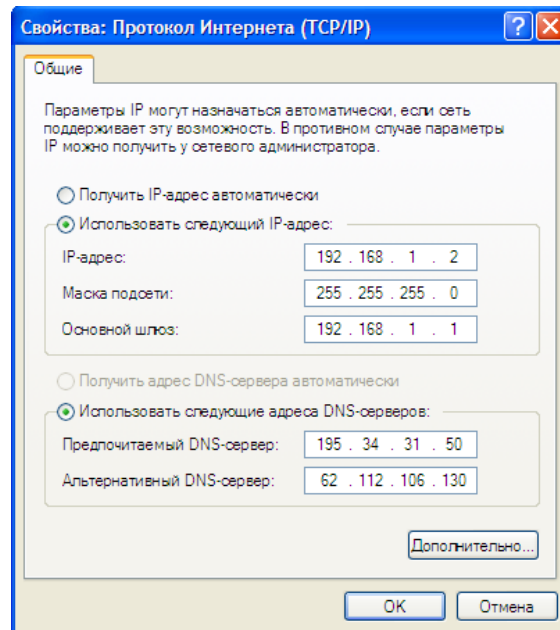 Свойства: Протокол Интернета (TCP/IP)
Общие
Параметры IP могут назначаться автоматически, если сеть
поддерживает эту возможность. В противном случае параметры
IP можно получить у сетевого администратора.
Получить IP-адрес автоматически
Использовать следующий IP-адрес:
IP-адрес: 192 . 168 . 1 . 2
Маска подсети: 255 . 255 . 255 . 0
Основной шлюз: 192 . 168 . 1 . 1
Получить адрес DNS-сервера автоматически
Использовать следующие адреса DNS-серверов:
Предпочитаемый DNS-сервер: 195 . 34 . 31 . 50
Альтернативный DNS-сервер: 62 . 112 . 106 . 130
Дополнительно...
OK Отмена